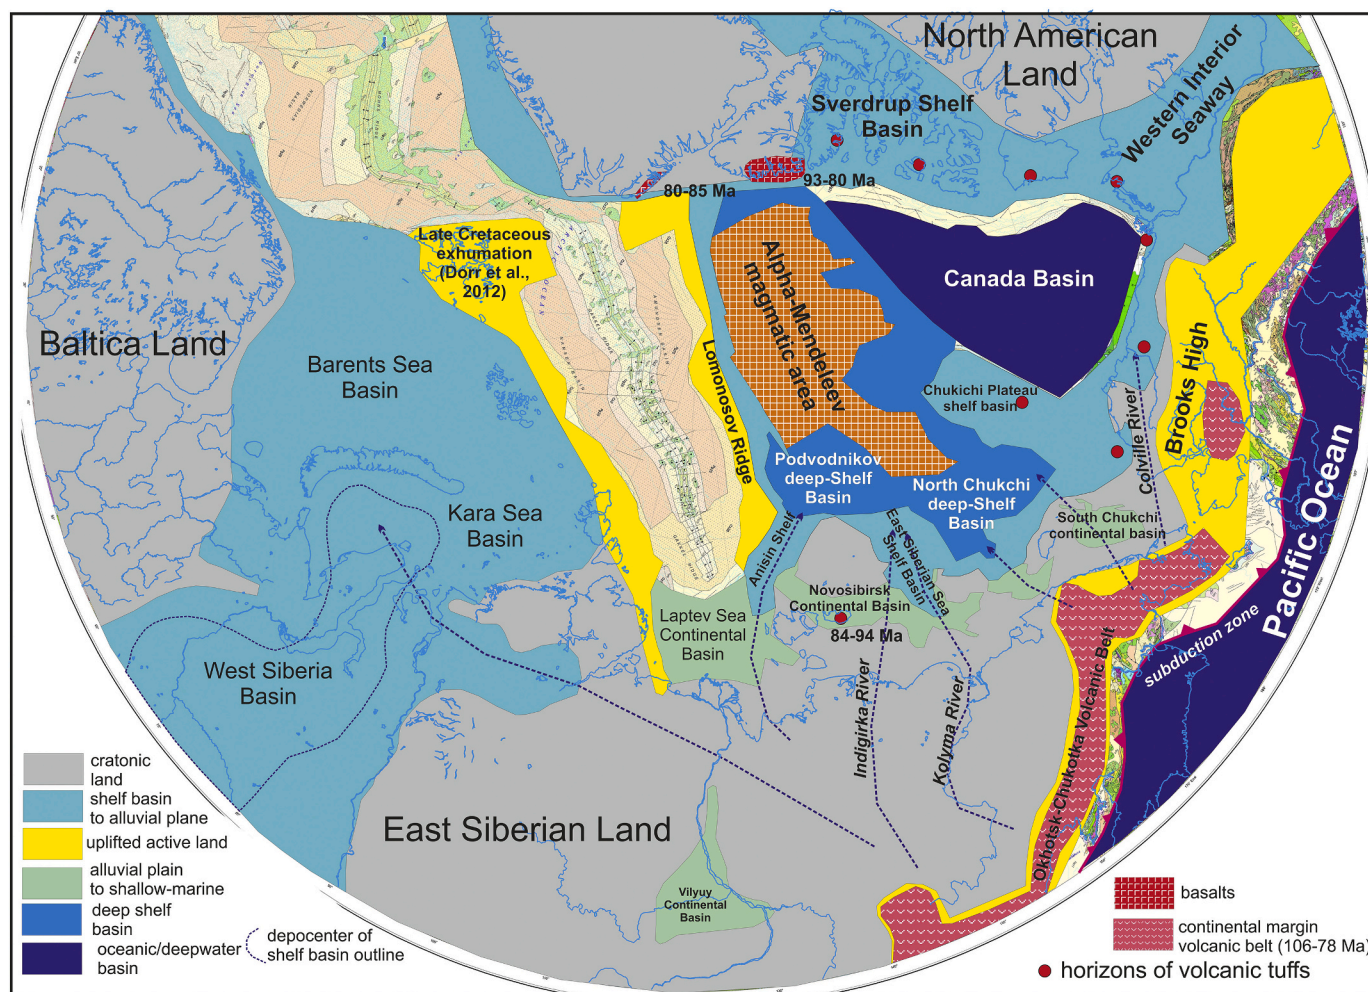 North American
Land
Western Interior
Seaway
Sverdrup Shelf
Basin
80-85 Ma
93-80 Ma
Late Cretaceous
exhumation
(Dorr et al.,
2012)
Alpha-Mendeleev
magmatic area
Canada Basin
Baltica Land
Barents Sea
Basin
Lomonosov Ridge
Chukichi Plateau
shelf basin
Brooks High
Colville River
Podvodnikov
deep-Shelf
Basin
North Chukchi
deep-Shelf
Basin
Kara Sea
Basin
Anisin Shelf
East Siberian Sea
Shelf Basin
South Chukchi
continental basin
Pacific Ocean
Novosibirsk
Continental Basin
84-94 Ma
Laptev Sea
Continental
Basin
subduction zone
West Siberia
Basin
Indigirka River
Kolyma River
Okhotsk-Chukotka Volcanic Belt
East Siberian Land
Vilyuy
Continental
Basin
cratonic
land
shelf basin
to alluvial plane
uplifted active land
alluvial plain
to shallow-marine
deep shelf
basin
oceanic/deepwater
basin
depocenter of
shelf basin outline
basalts
continental margin
volcanic belt (106-78 Ma)
horizons of volcanic tuffs